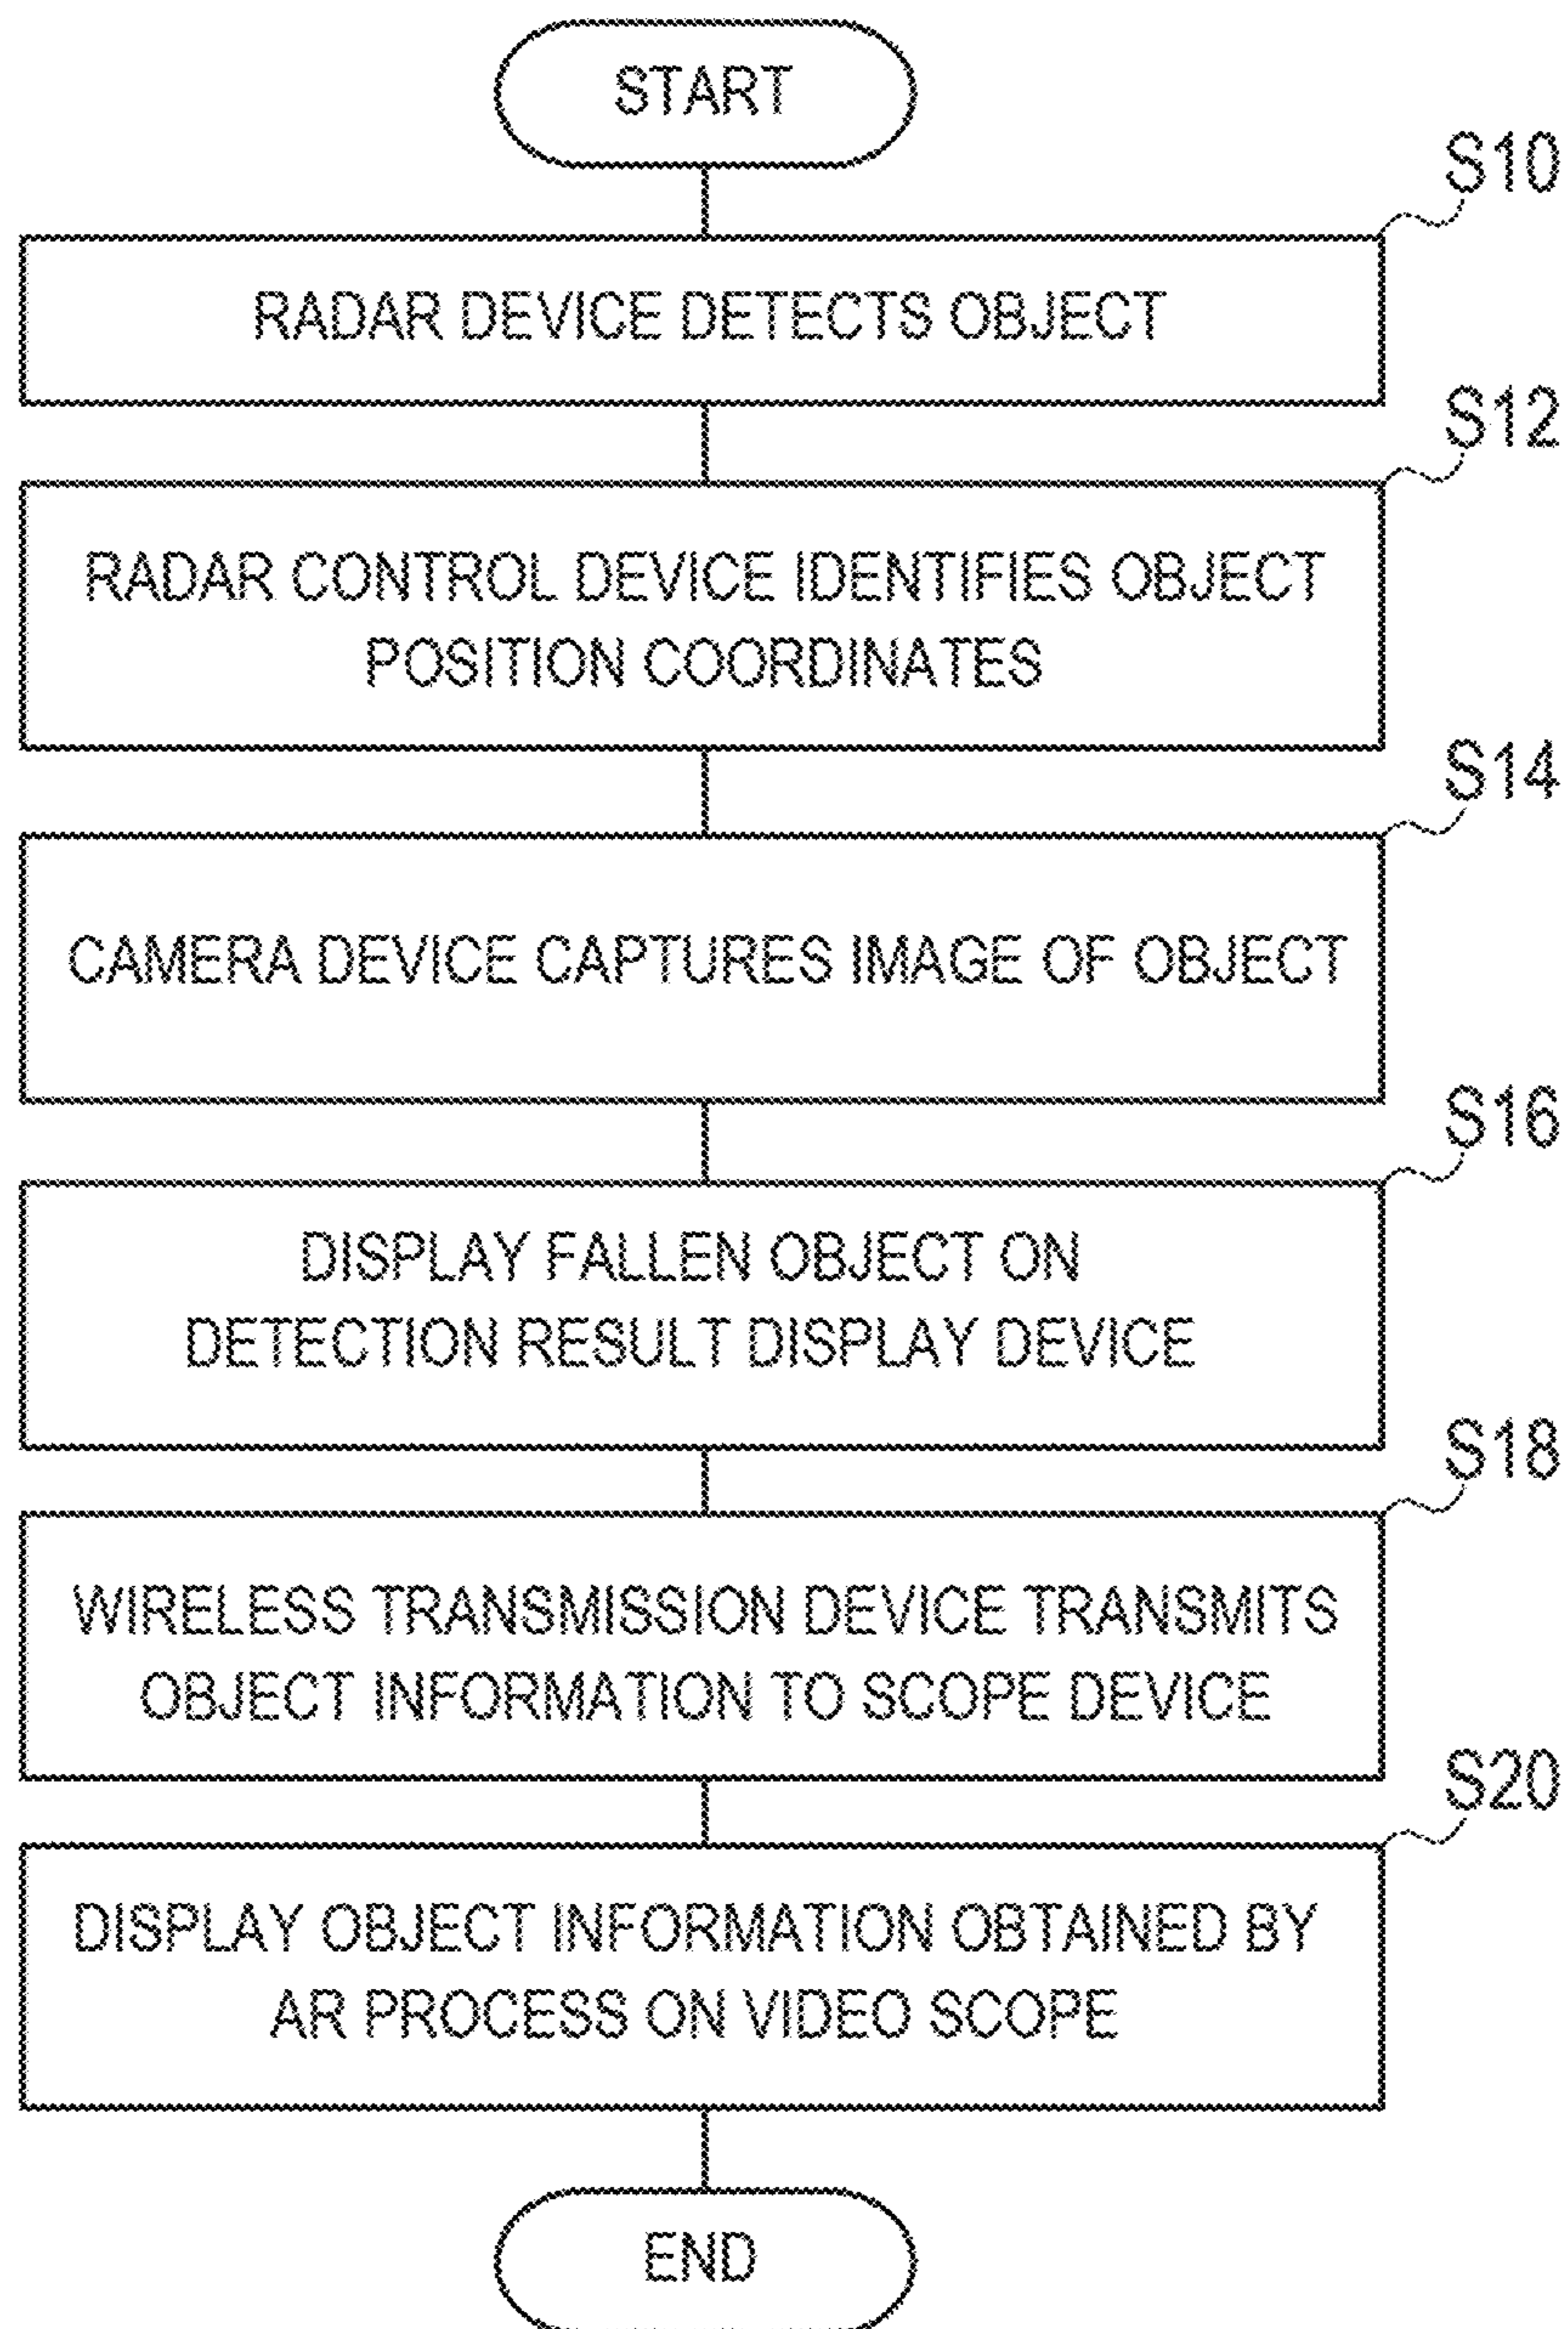 START
S10
RADAR DEVICE DETECTS OBJECT
S12
RADAR CONTROL DEVICE IDENTIFIES OBJECT
POSITION COORDINATES
S14
CAMERA DEVICE CAPTURES IMAGE OF OBJECT
S16
DISPLAY FALLEN OBJECT ON
DETECTION RESULT DISPLAY DEVICE
S18
WIRELESS TRANSMISSION DEVICE TRANSMITS
OBJECT INFORMATION TO SCOPE DEVICE
S20
DISPLAY OBJECT INFORMATION OBTAINED BY
AR PROCESS ON VIDEO SCOPE
END